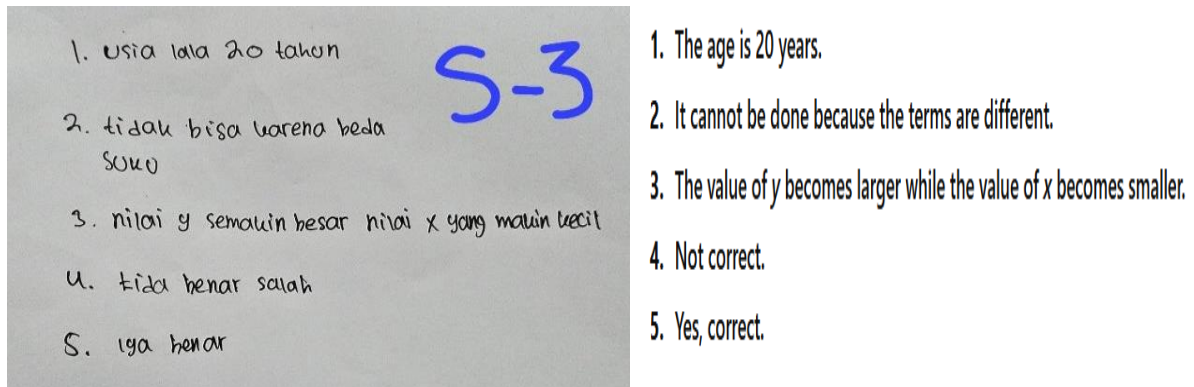 1. usia lala 20 tahun
S-3
2. tidak bisa karena beda
suku
3. nilai y semakin besar nilai x yang makin kecil
4. tida benar salah
5. iya benar
1. The age is 20 years.
2. It cannot be done because the terms are different.
3. The value of y becomes larger while the value of x becomes smaller.
4. Not correct.
5. Yes, correct.